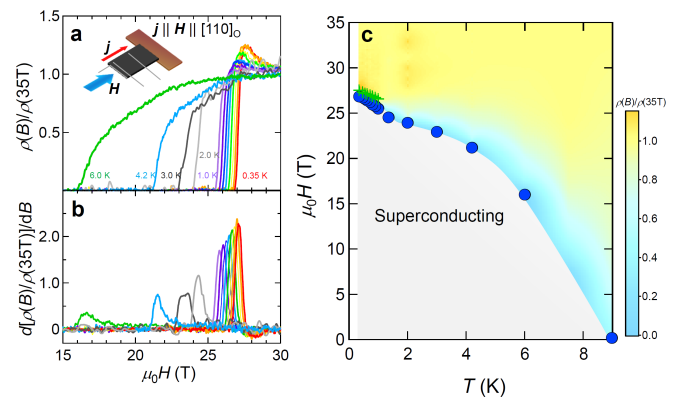 a
j || H || [110]O
j
H
ρ(B)/ρ(35T)
1.5
1.0
0.5
6.0 K
4.2 K
3.0 K
2.0 K
1.0 K
0.35 K
b
d[ρ(B)/ρ(35T)]/dB
2.0
1.0
0
15
20
25
30
μ0H (T)
c
μ0H (T)
35
30
25
20
15
10
5
0
Superconducting
0
2
4
6
8
T (K)
ρ(B)/ρ(35T)
1.0
0.8
0.6
0.4
0.2
0.0